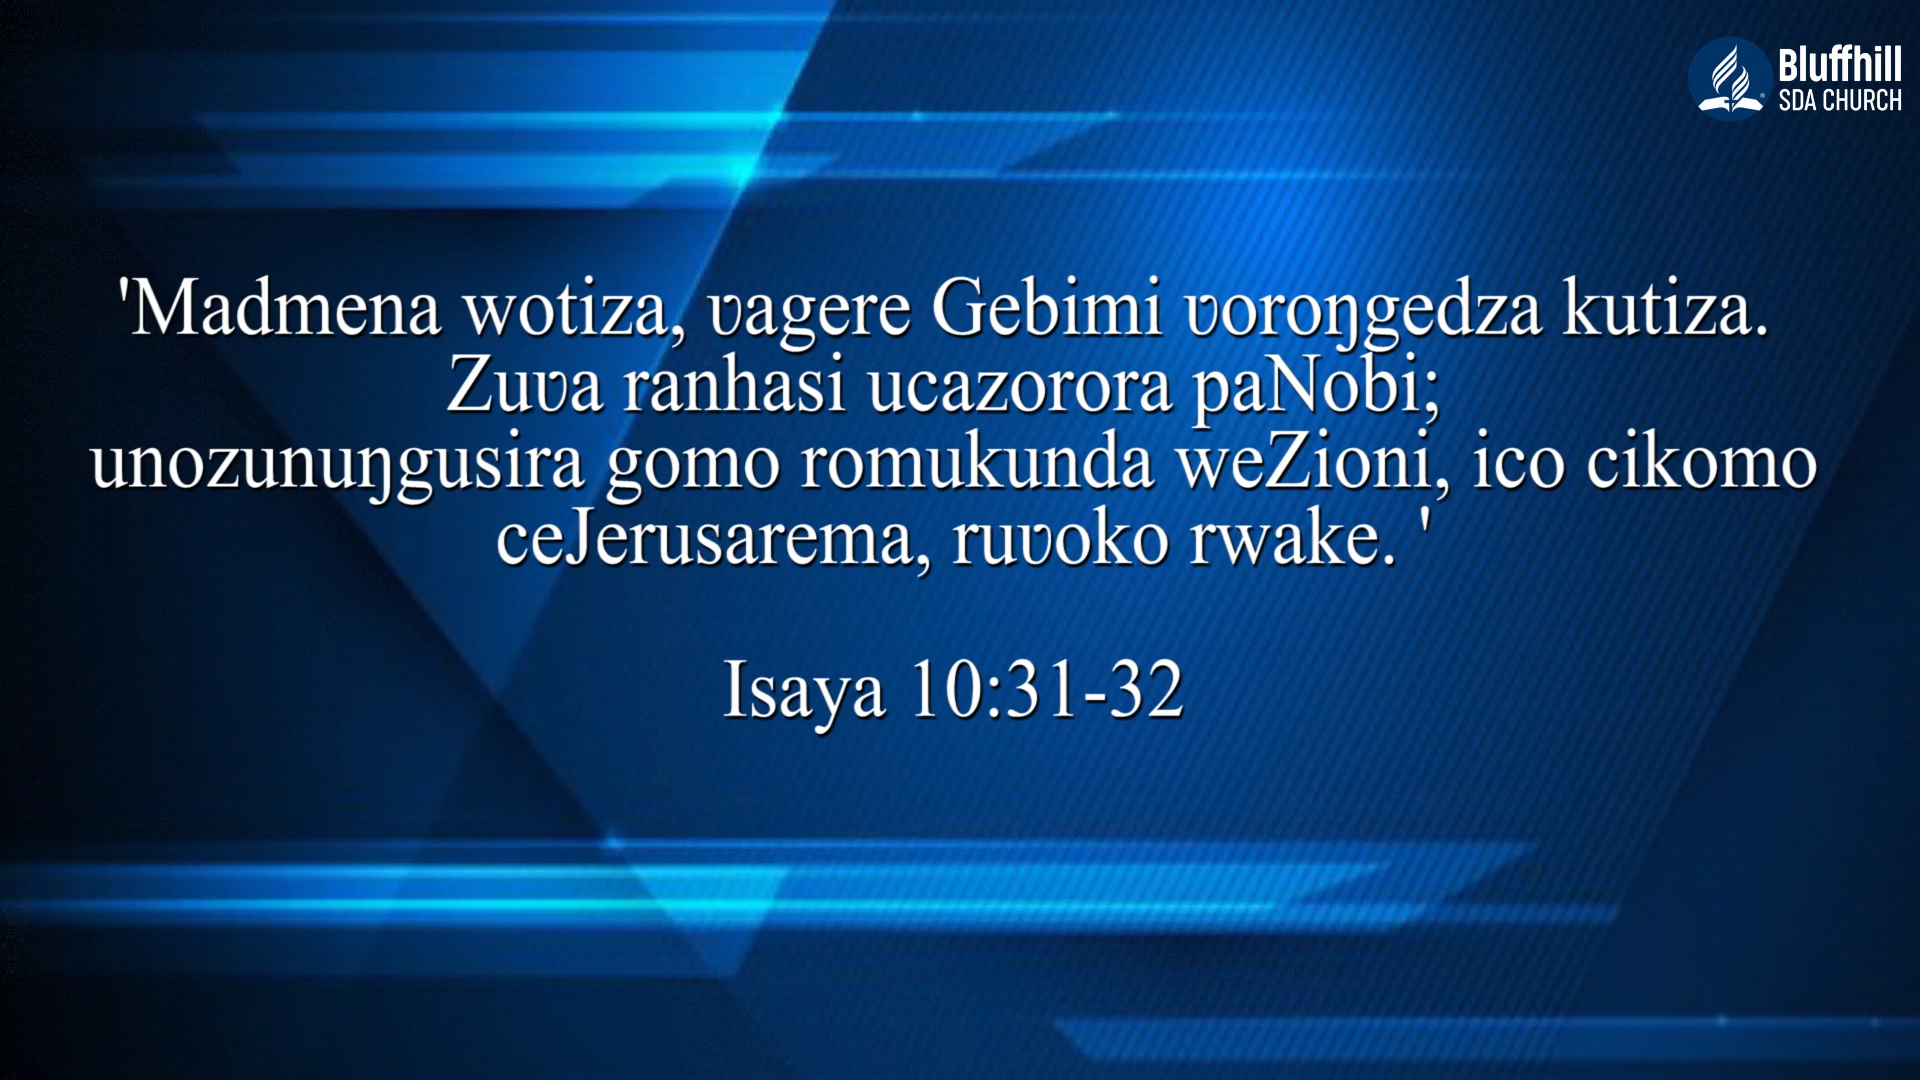 Bluffhill
SDA CHURCH
'Madmena wotiza, ʋagere Gebimi ʋoroŋgedza kutiza.
Zuʋa ranhasi ucazorora paNobi;
unozunuŋgusira gomo romukunda weZioni, ico cikomo
ceJerusarema, ruʋoko rwake. '
Isaya 10:31-32